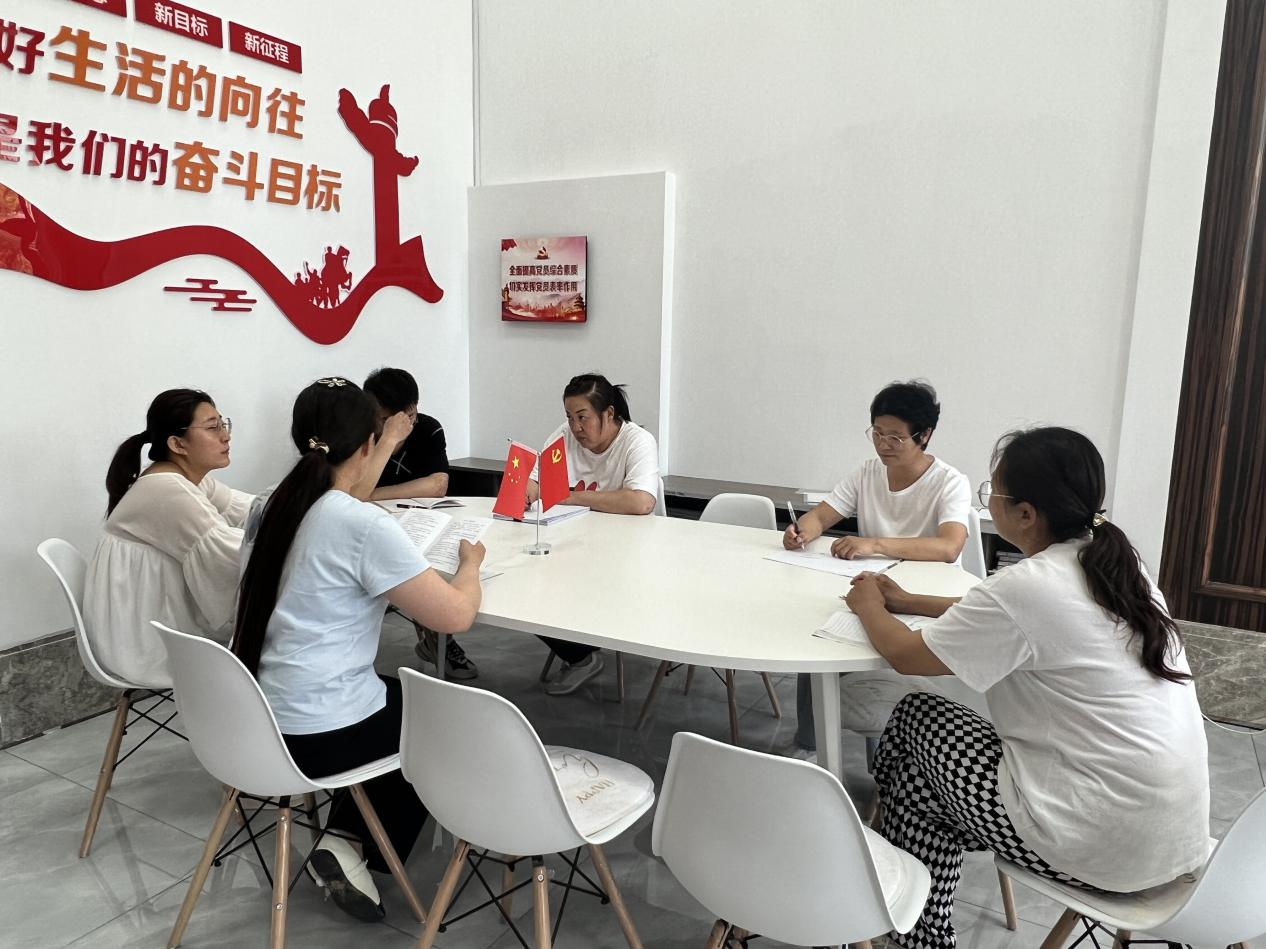 新目标
新征程
好生活的向往
是我们的奋斗目标
全面提高党员综合素质
切实发挥党员表率作用
HAPPY